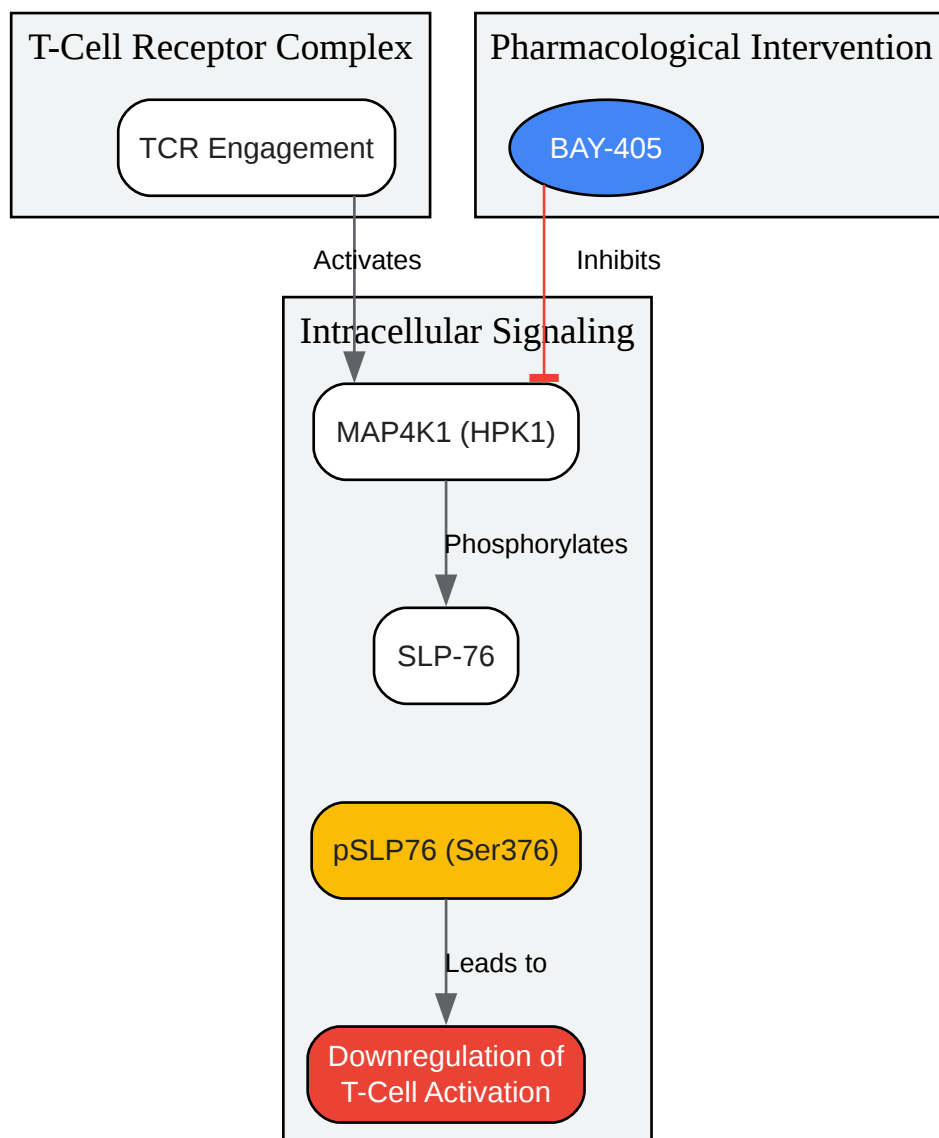 T-Cell Receptor Complex
Pharmacological Intervention
TCR Engagement
BAY-405
Activates
Inhibits
Intracellular Signaling
MAP4K1 (HPK1)
Phosphorylates
SLP-76
pSLP76 (Ser376)
Leads to
Downregulation of
T-Cell Activation